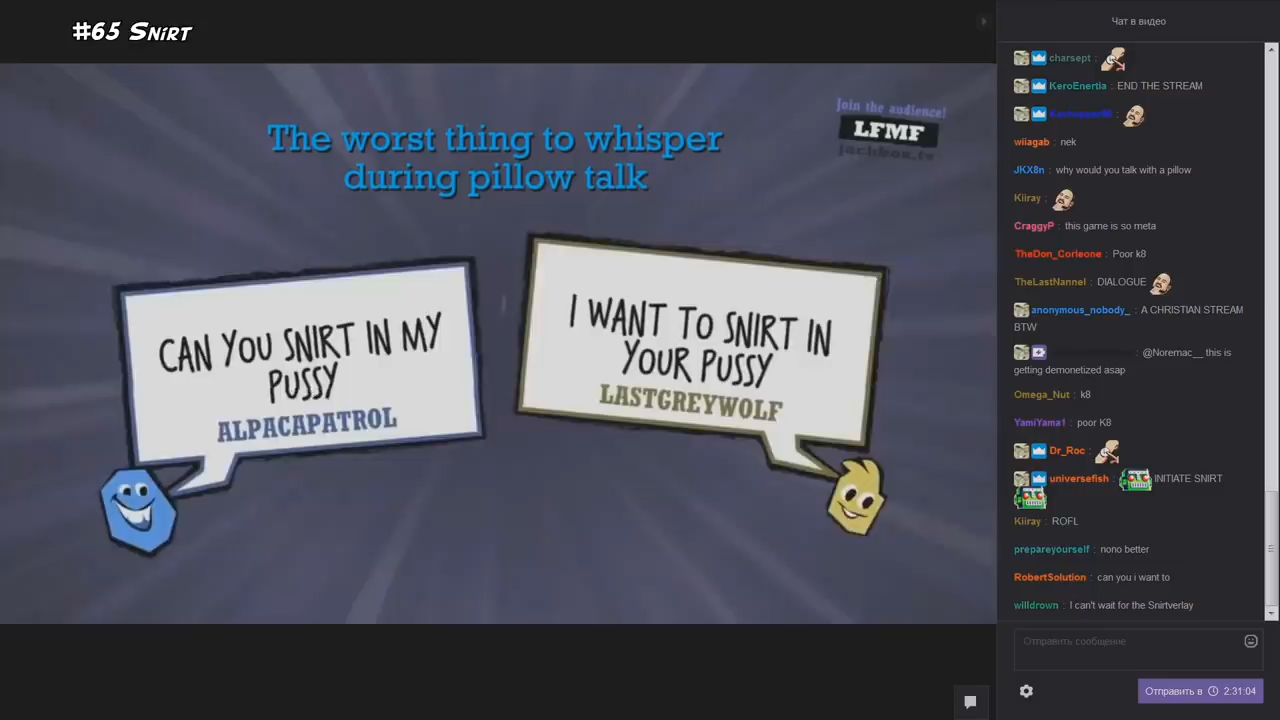 #65 SNIRT
The worst thing to whisper
during pillow talk
Join the audience!
LFMF
jackbox.tv
CAN YOU SNIRT IN MY
PUSSY
ALPACAPATROL
I WANT TO SNIRT IN
YOUR PUSSY
LASTGREYWOLF
Чат в видео
charsept :
KeroEnertia : END THE STREAM
wiiagab : nek
JKX8n : why would you talk with a pillow
Kiiray :
CraggyP : this game is so meta
TheDon_Corleone : Poor k8
TheLastNannel : DIALOGUE
anonymous_nobody_ : A CHRISTIAN STREAM
BTW
: @Noremac__ this is
getting demonetized asap
Omega_Nut : k8
YamiYama1 : poor K8
Dr_Roc :
universefish : INITIATE SNIRT
Kiiray : ROFL
prepareyourself : nono better
RobertSolution : can you i want to
willdrown : I can't wait for the Snirtverlay
Отправить сообщение
Отправить в 2:31:04